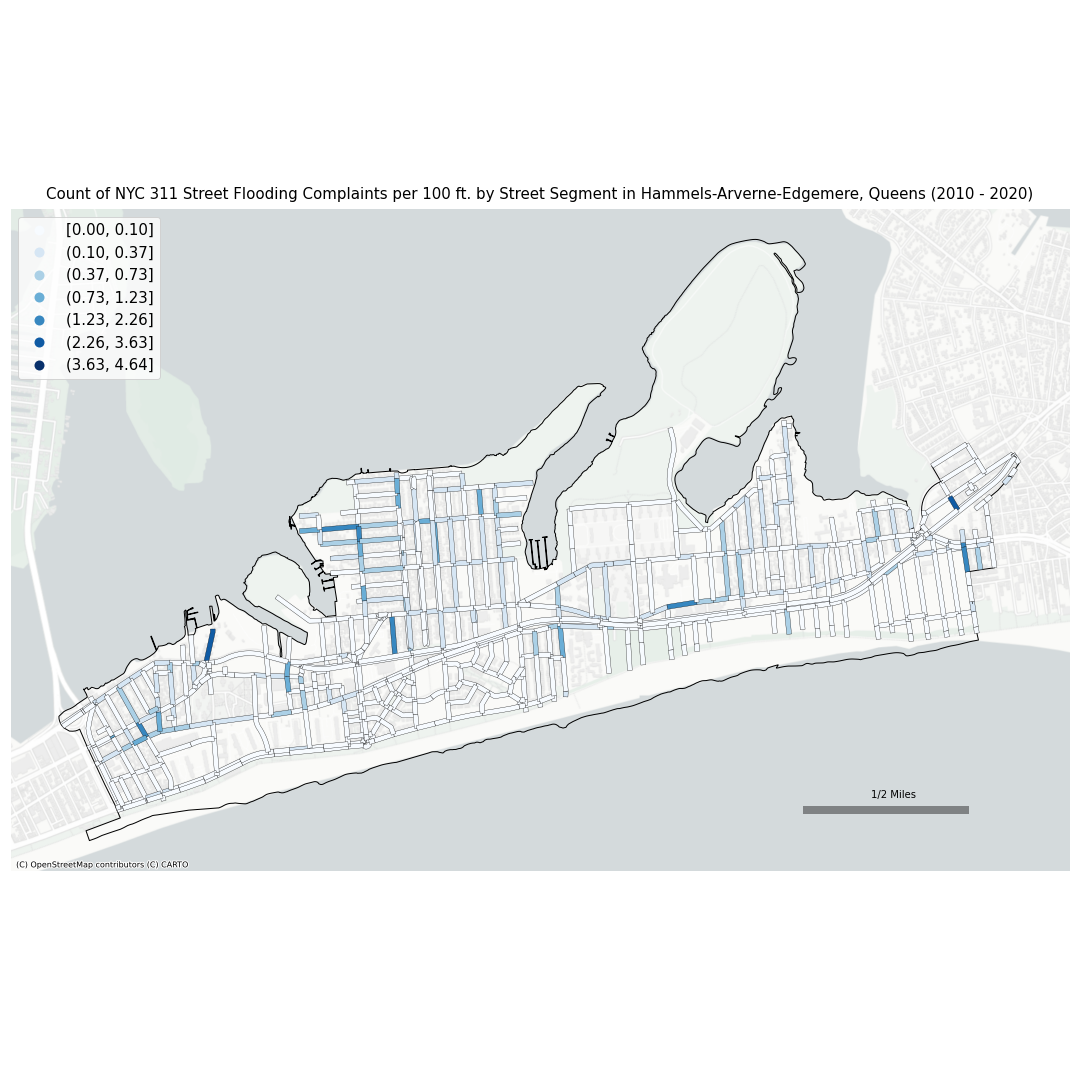 Count of NYC 311 Street Flooding Complaints per 100 ft. by Street Segment in Hammels-Arverne-Edgemere, Queens (2010 - 2020)
[0.00, 0.10]
(0.10, 0.37]
(0.37, 0.73]
(0.73, 1.23]
(1.23, 2.26]
(2.26, 3.63]
(3.63, 4.64]
1/2 Miles
(C) OpenStreetMap contributors (C) CARTO